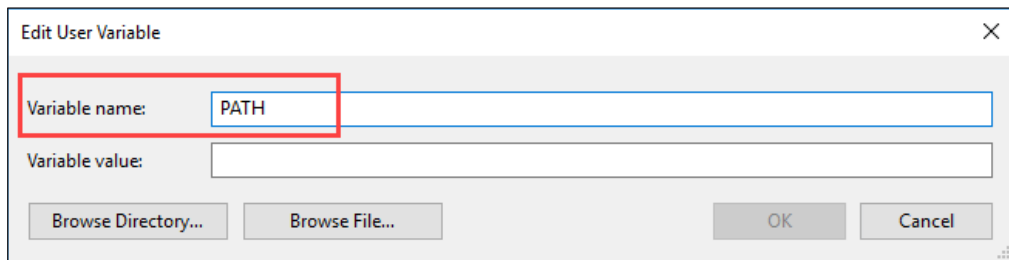 Edit User Variable
Variable name: PATH
Variable value:
Browse Directory... Browse File... OK Cancel